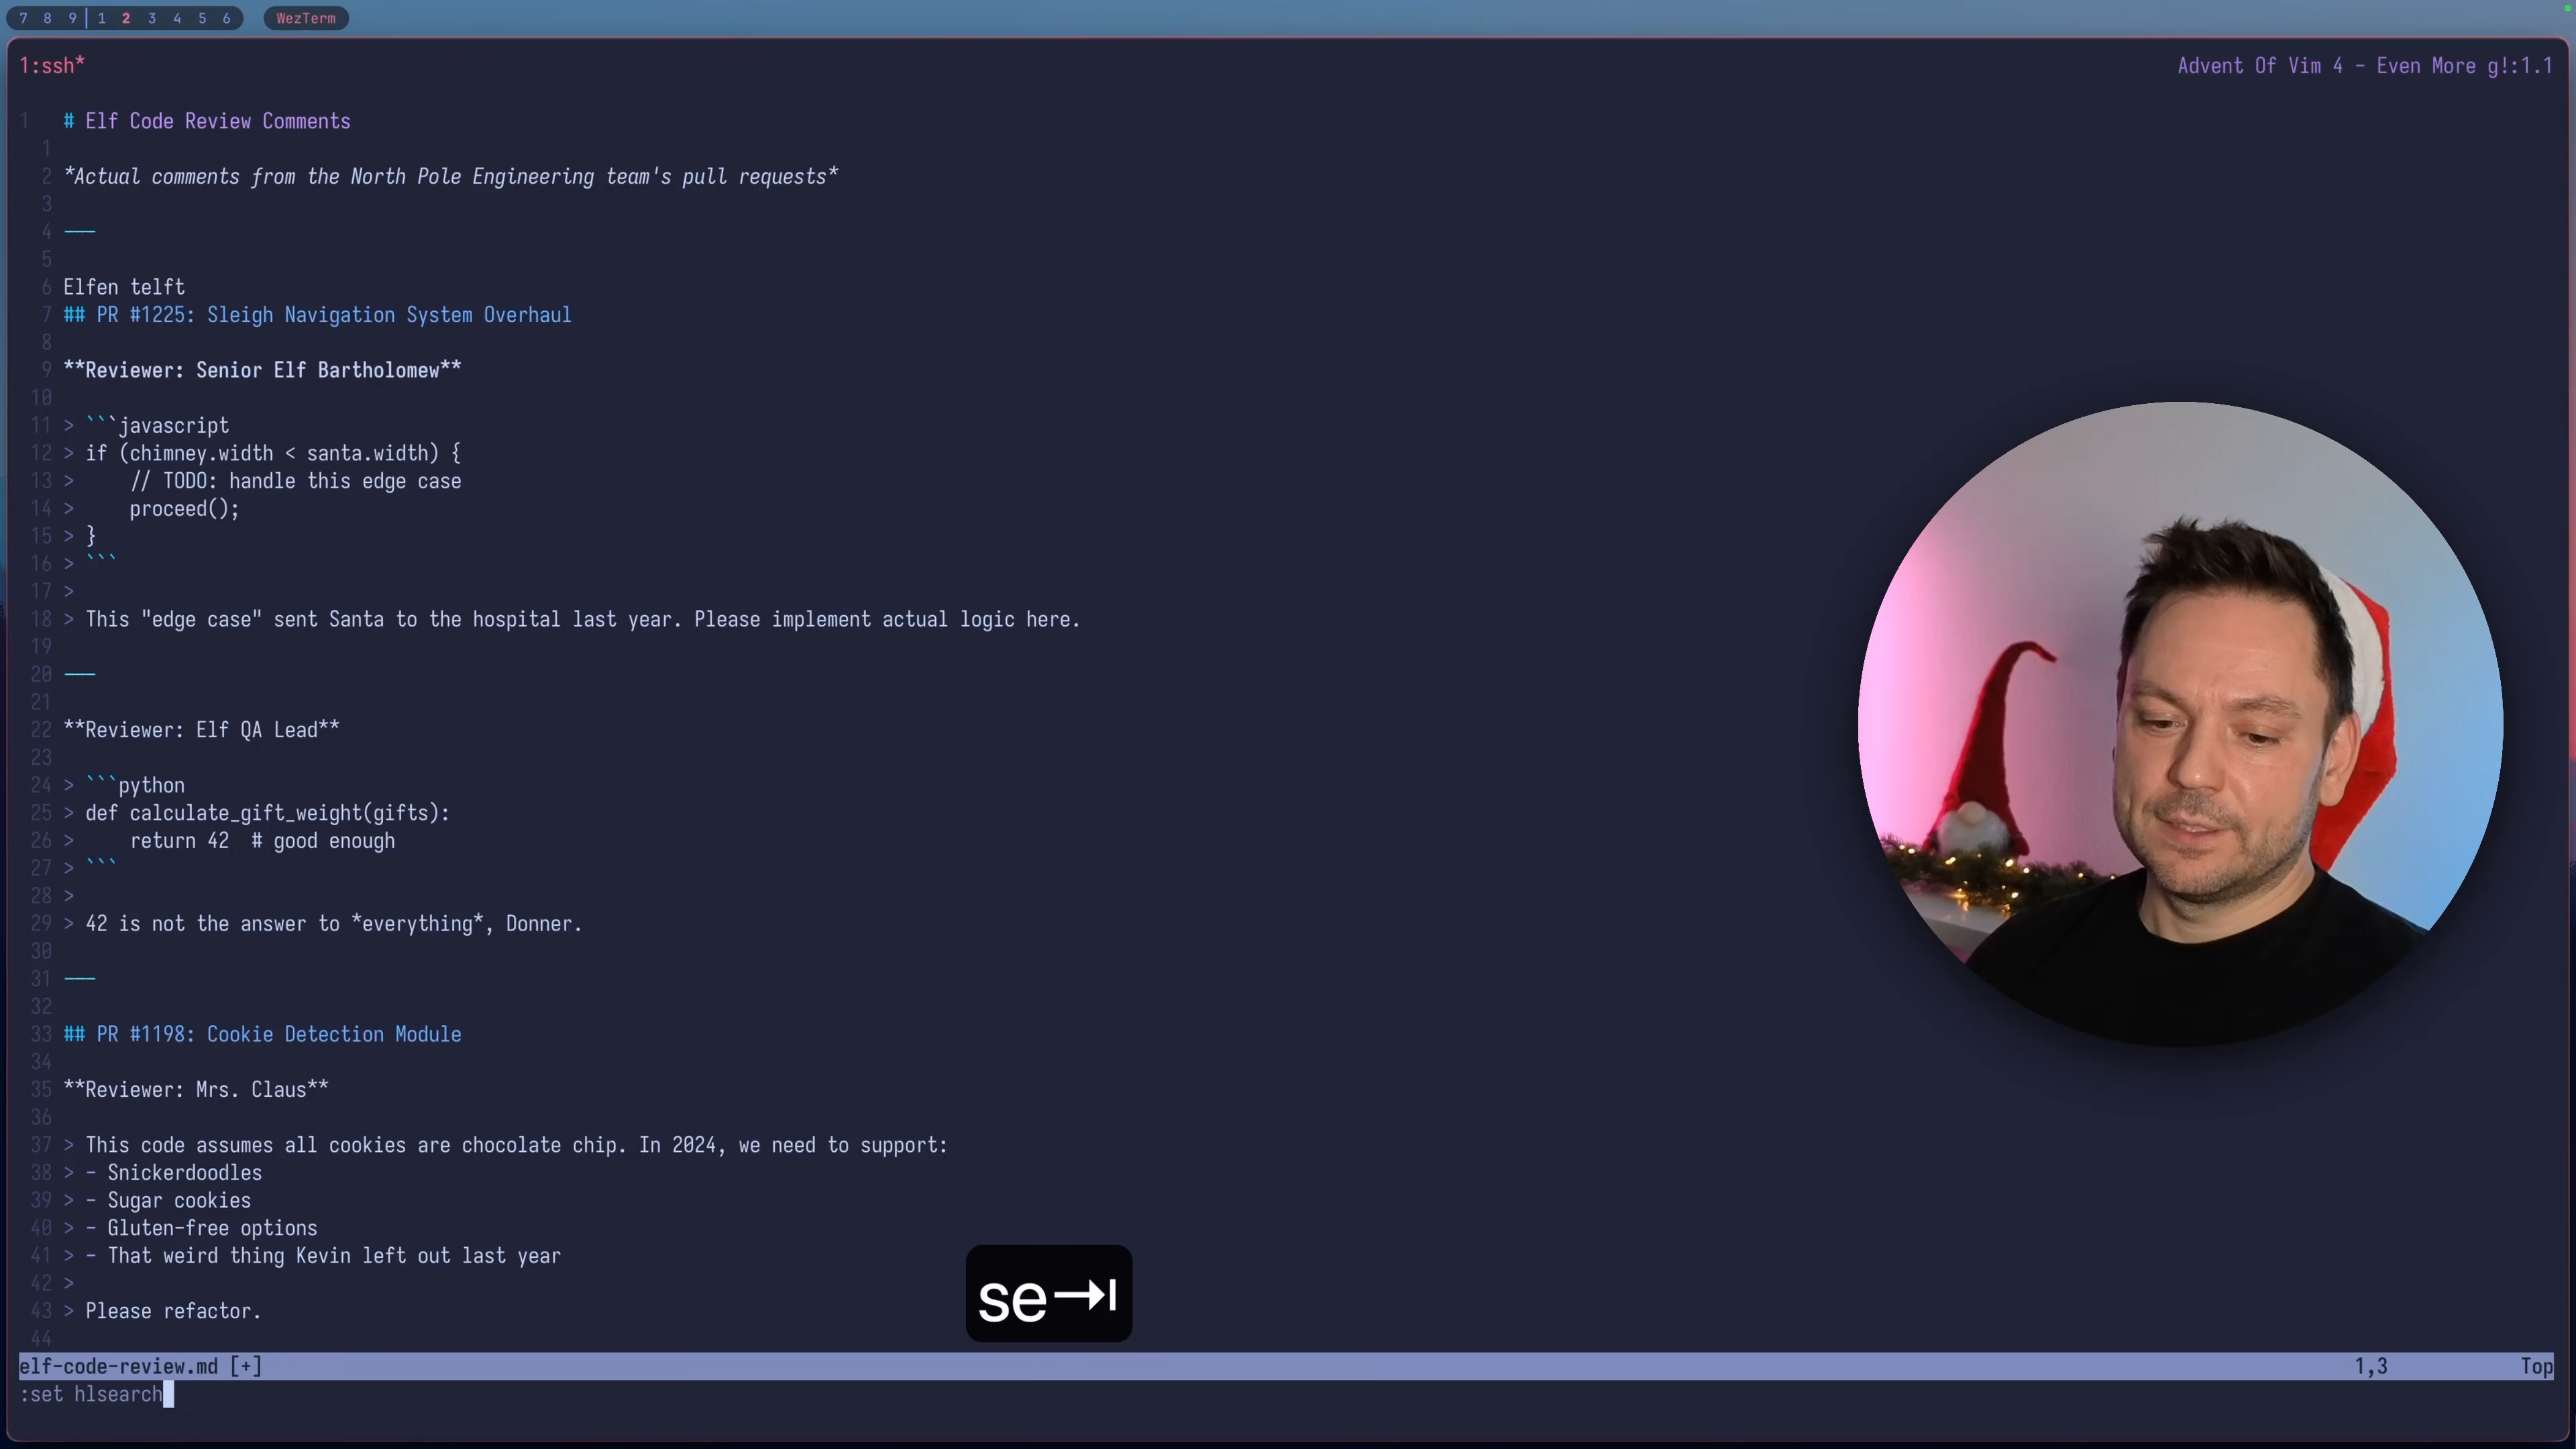 7 8 9 | 1 2 3 4 5 6 WezTerm
1:ssh* Advent Of Vim 4 - Even More g!:1.1
1 # Elf Code Review Comments
1
2 *Actual comments from the North Pole Engineering team's pull requests*
3
4 ---
5
6 Elfen telft
7 ## PR #1225: Sleigh Navigation System Overhaul
8
9 **Reviewer: Senior Elf Bartholomew**
10
11 > ```javascript
12 > if (chimney.width < santa.width) {
13 >     // TODO: handle this edge case
14 >     proceed();
15 > }
16 > ```
17 >
18 > This "edge case" sent Santa to the hospital last year. Please implement actual logic here.
19
20 ---
21
22 **Reviewer: Elf QA Lead**
23
24 > ```python
25 > def calculate_gift_weight(gifts):
26 >     return 42  # good enough
27 > ```
28 >
29 > 42 is not the answer to *everything*, Donner.
30
31 ---
32
33 ## PR #1198: Cookie Detection Module
34
35 **Reviewer: Mrs. Claus**
36
37 > This code assumes all cookies are chocolate chip. In 2024, we need to support:
38 > - Snickerdoodles
39 > - Sugar cookies
40 > - Gluten-free options
41 > - That weird thing Kevin left out last year
42 >
43 > Please refactor.
44
se→|
elf-code-review.md [+] 1,3 Top
:set hlsearch